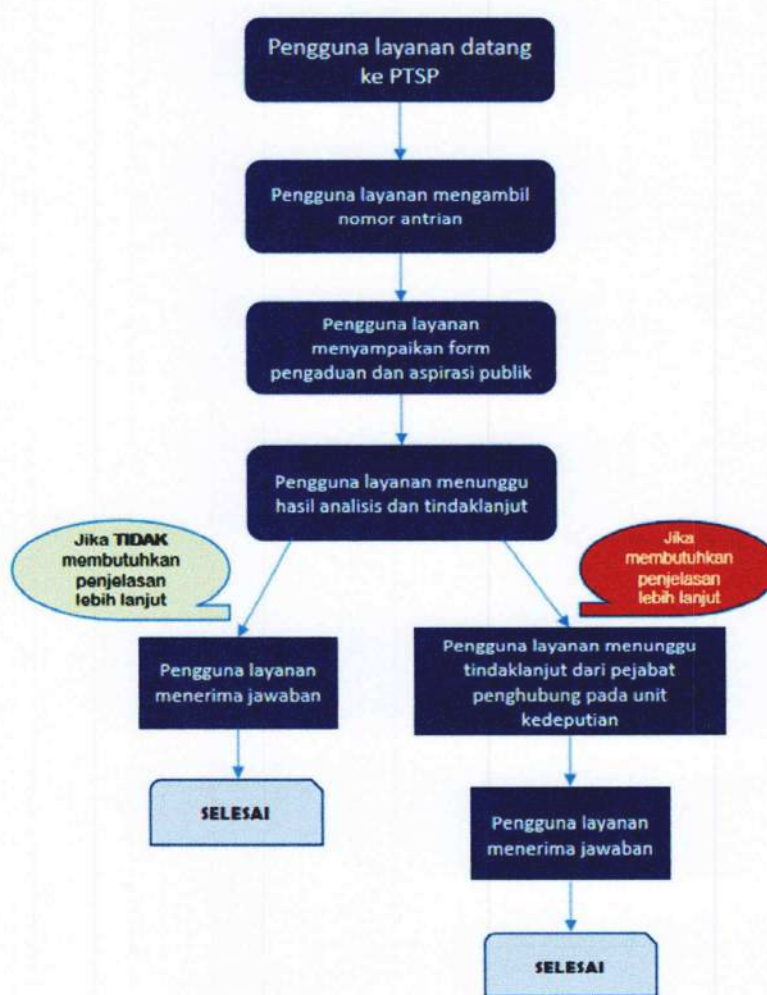 Pengguna layanan datang
ke PTSP
Pengguna layanan mengambil
nomor antrian
Pengguna layanan
menyampaikan form
pengaduan dan aspirasi publik
Pengguna layanan menunggu
hasil analisis dan tindaklanjut
Jika TIDAK
membutuhkan
penjelasan
lebih lanjut
Jika
membutuhkan
penjelasan
lebih lanjut
Pengguna layanan
menerima jawaban
Pengguna layanan menunggu
tindaklanjut dari pejabat
penghubung pada unit
kedeputian
SELESAI
Pengguna layanan
menerima jawaban
SELESAI